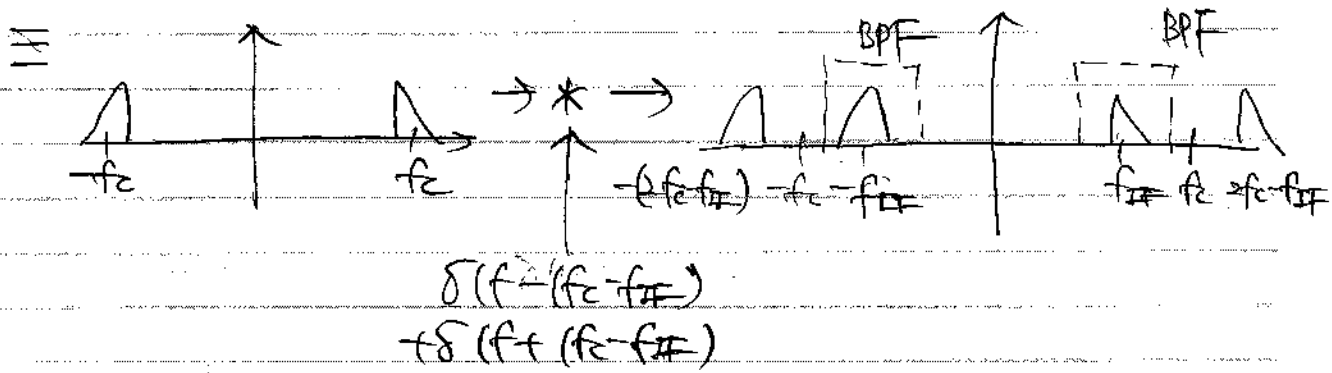 ≡
BPF
BPF
→ * →
-fc
fc
-(2fc-fIF)
-fc
-fIF
fIF
fc
2fc-fIF
δ(f-(fc-fIF)
+δ(f+(fc-fIF)